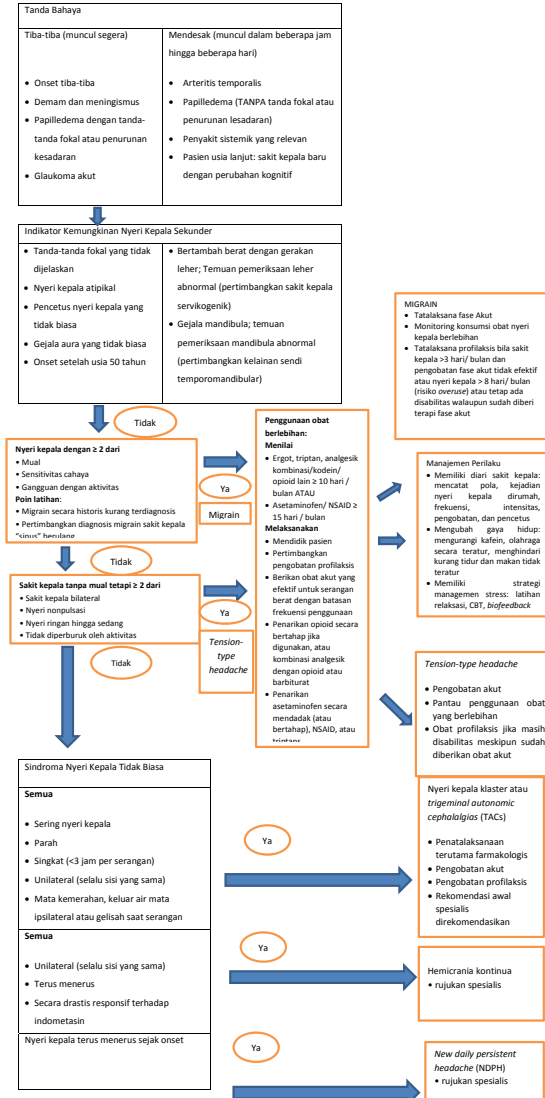 Tanda Bahaya
Tiba-tiba (muncul segera)
• Onset tiba-tiba
• Demam dan meningismus
• Papilledema dengan tanda-
tanda fokal atau penurunan
kesadaran
• Glaukoma akut
Mendesak (muncul dalam beberapa jam
hingga beberapa hari)
• Arteritis temporalis
• Papilledema (TANPA tanda fokal atau
penurunan lesadaran)
• Penyakit sistemik yang relevan
• Pasien usia lanjut: sakit kepala baru
dengan perubahan kognitif
Indikator Kemungkinan Nyeri Kepala Sekunder
• Tanda-tanda fokal yang tidak
dijelaskan
• Nyeri kepala atipikal
• Pencetus nyeri kepala yang
tidak biasa
• Gejala aura yang tidak biasa
• Onset setelah usia 50 tahun
• Bertambah berat dengan gerakan
leher; Temuan pemeriksaan leher
abnormal (pertimbangkan sakit kepala
servikogenik)
• Gejala mandibula; temuan
pemeriksaan mandibula abnormal
(pertimbangkan kelainan sendi
temporomandibular)
MIGRAIN
• Tatalaksana fase Akut
• Monitoring konsumsi obat nyeri
kepala berlebihan
• Tatalaksana profilaksis bila sakit
kepala >3 hari/ bulan dan
pengobatan fase akut tidak efektif
atau nyeri kepala > 8 hari/ bulan
(risiko overuse) atau tetap ada
disabilitas walaupun sudah diberi
terapi fase akut
Tidak
Nyeri kepala dengan ≥ 2 dari
• Mual
• Sensitivitas cahaya
• Gangguan dengan aktivitas
Poin latihan:
• Migrain secara historis kurang terdiagnosis
• Pertimbangkan diagnosis migrain sakit kepala
"sinus" berulang
Ya
Migrain
Penggunaan obat
berlebihan:
Menilai
• Ergot, triptan, analgesik
kombinasi/kodein/
opioid lain ≥ 10 hari /
bulan ATAU
• Asetaminofen/ NSAID ≥
15 hari / bulan
Melaksanakan
• Mendidik pasien
• Pertimbangkan
pengobatan profilaksis
• Berikan obat akut yang
efektif untuk serangan
berat dengan batasan
frekuensi penggunaan
• Penarikan opioid secara
bertahap jika
digunakan, atau
kombinasi analgesik
dengan opioid atau
barbiturat
• Penarikan
asetaminofen secara
mendadak (atau
bertahap), NSAID, atau
triptans
Manajemen Perilaku
• Memiliki diari sakit kepala:
mencatat pola, kejadian
nyeri kepala dirumah,
frekuensi, intensitas,
pengobatan, dan pencetus
• Mengubah gaya hidup:
mengurangi kafein, olahraga
secara teratur, menghindari
kurang tidur dan makan tidak
teratur
• Memiliki strategi
managemen stress: latihan
relaksasi, CBT, biofeedback
Tidak
Sakit kepala tanpa mual tetapi ≥ 2 dari
• Sakit kepala bilateral
• Nyeri nonpulsasi
• Nyeri ringan hingga sedang
• Tidak diperburuk oleh aktivitas
Ya
Tension-
type
headache
Tidak
Tension-type headache
• Pengobatan akut
• Pantau penggunaan obat
yang berlebihan
• Obat profilaksis jika masih
disabilitas meskipun sudah
diberikan obat akut
Sindroma Nyeri Kepala Tidak Biasa
Semua
• Sering nyeri kepala
• Parah
• Singkat (<3 jam per serangan)
• Unilateral (selalu sisi yang sama)
• Mata kemerahan, keluar air mata
ipsilateral atau gelisah saat serangan
Ya
Nyeri kepala klaster atau
trigeminal autonomic
cephalalgias (TACs)
• Penatalaksanaan
terutama farmakologis
• Pengobatan akut
• Pengobatan profilaksis
• Rekomendasi awal
spesialis
direkomendasikan
Semua
• Unilateral (selalu sisi yang sama)
• Terus menerus
• Secara drastis responsif terhadap
indometasin
Ya
Hemicrania kontinua
• rujukan spesialis
Nyeri kepala terus menerus sejak onset
Ya
New daily persistent
headache (NDPH)
• rujukan spesialis